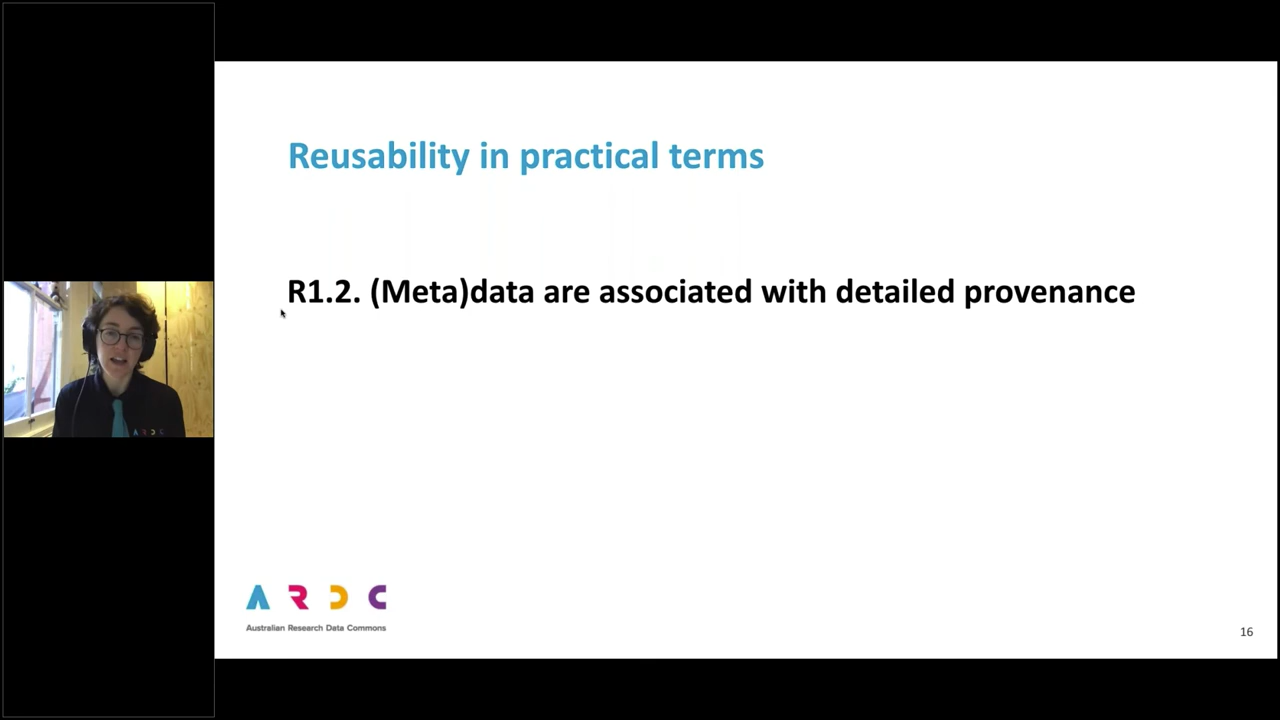 Reusability in practical terms
R1.2. (Meta)data are associated with detailed provenance
A R D C
A R D C
Australian Research Data Commons
16